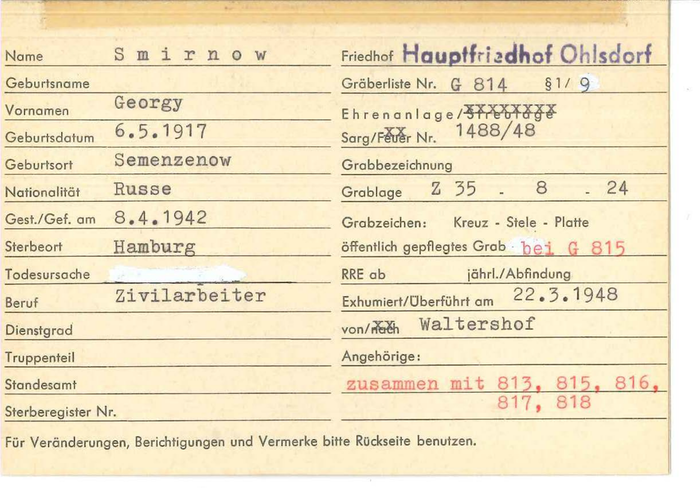 Name Smirnow
Geburtsname
Vornamen Georgy
Geburtsdatum 6.5.1917
Geburtsort Semenzenow
Nationalität Russe
Gest./Gef. am 8.4.1942
Sterbeort Hamburg
Todesursache
Beruf Zivilarbeiter
Dienstgrad
Truppenteil
Standesamt
Sterberegister Nr.
Friedhof Hauptfriedhof Ohlsdorf
Gräberliste Nr. G 814 §1/ 9
Ehrenanlage/Streulage
Sarg/Feuer Nr. 1488/48
Grabbezeichnung
Grablage Z 35 - 8 - 24
Grabzeichen: Kreuz - Stele - Platte
öffentlich gepflegtes Grab bei G 815
RRE ab jährl./Abfindung
Exhumiert/Überführt am 22.3.1948
von/nach Waltershof
Angehörige:
zusammen mit 813, 815, 816,
817, 818
Für Veränderungen, Berichtigungen und Vermerke bitte Rückseite benutzen.